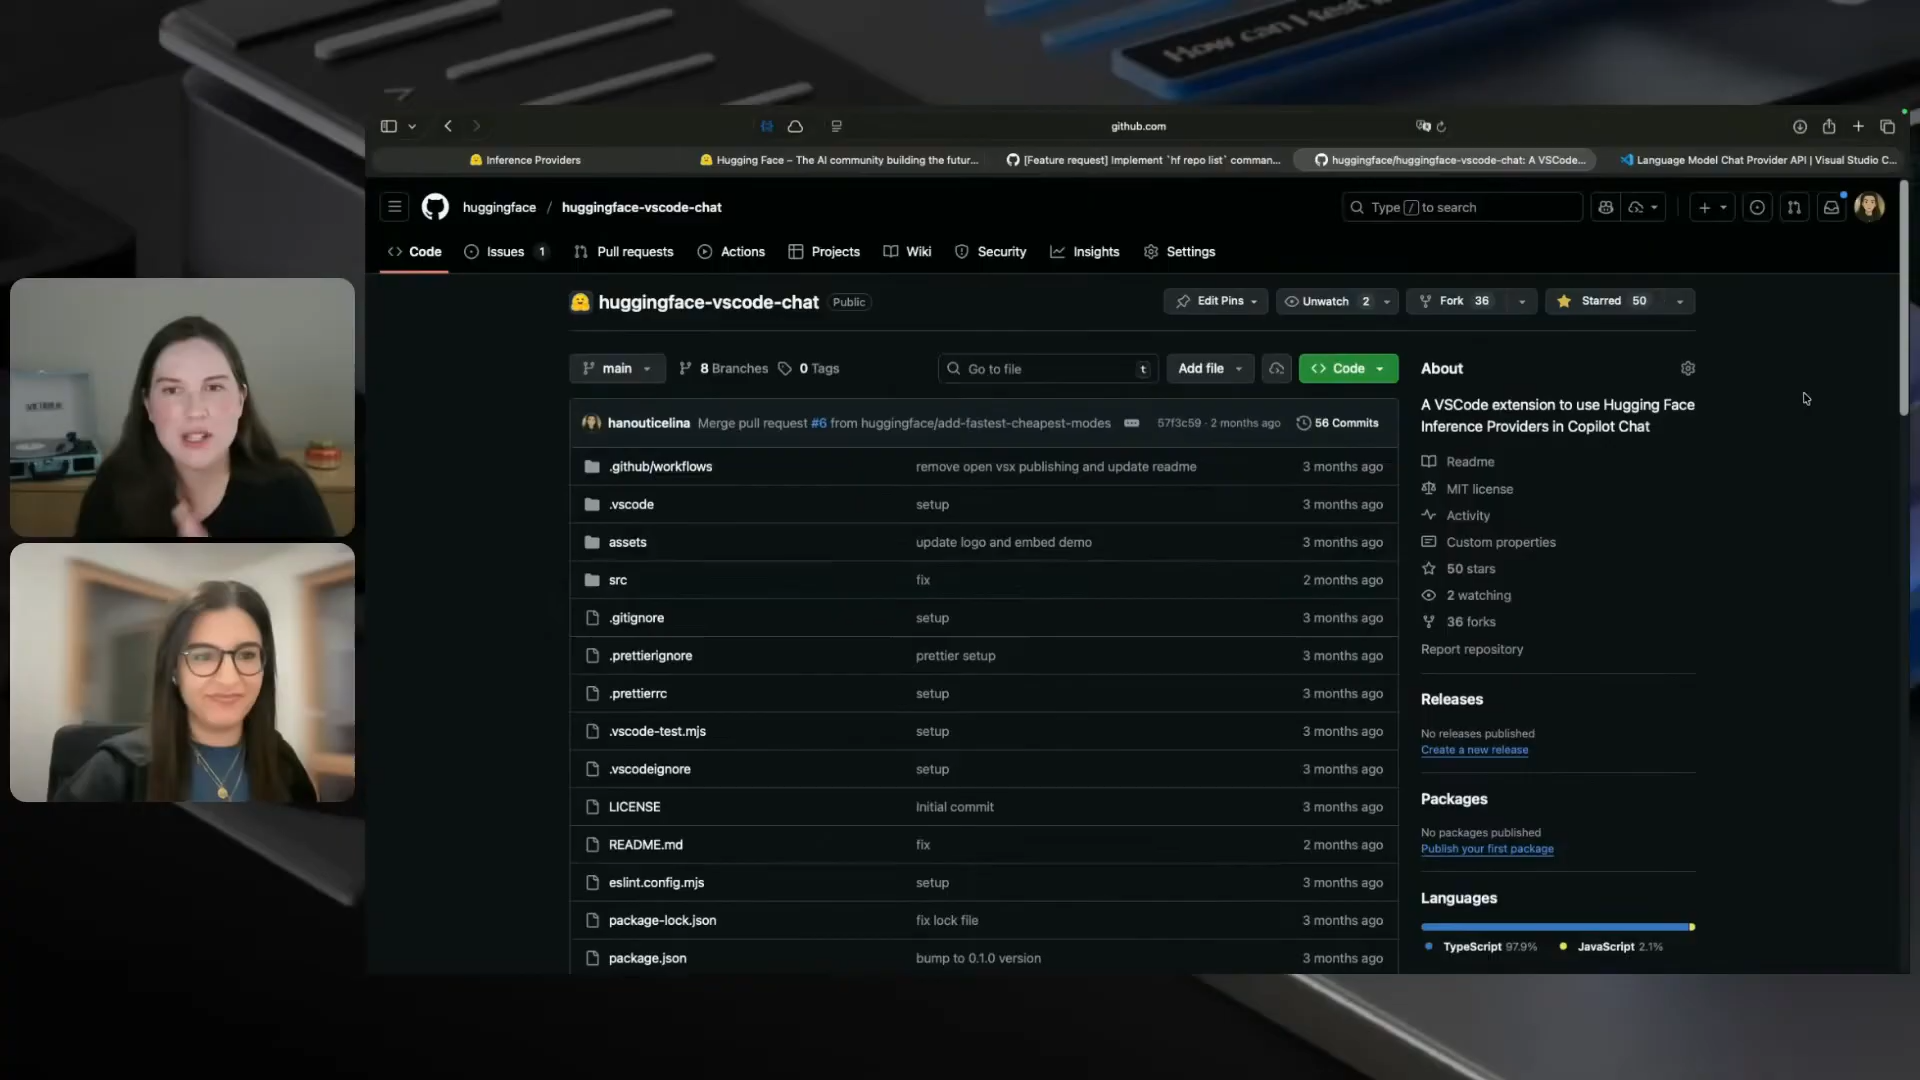 How can I test
github.com
Inference Providers
Hugging Face – The AI community building the futur...
[Feature request] Implement `hf repo list` comman...
huggingface/huggingface-vscode-chat: A VSCode...
Language Model Chat Provider API | Visual Studio C...
huggingface / huggingface-vscode-chat
Type / to search
Code
Issues 1
Pull requests
Actions
Projects
Wiki
Security
Insights
Settings
huggingface-vscode-chat Public
Edit Pins
Unwatch 2
Fork 36
Starred 50
main
8 Branches
0 Tags
Go to file t
Add file
Code
hanouticelina Merge pull request #6 from huggingface/add-fastest-cheapest-modes 57f3c59 · 2 months ago 56 Commits
.github/workflows remove open vsx publishing and update readme 3 months ago
.vscode setup 3 months ago
assets update logo and embed demo 3 months ago
src fix 2 months ago
.gitignore setup 3 months ago
.prettierignore prettier setup 3 months ago
.prettierrc setup 3 months ago
.vscode-test.mjs setup 3 months ago
.vscodeignore setup 3 months ago
LICENSE Initial commit 3 months ago
README.md fix 2 months ago
eslint.config.mjs setup 3 months ago
package-lock.json fix lock file 3 months ago
package.json bump to 0.1.0 version 3 months ago
About
A VSCode extension to use Hugging Face
Inference Providers in Copilot Chat
Readme
MIT license
Activity
Custom properties
50 stars
2 watching
36 forks
Report repository
Releases
No releases published
Create a new release
Packages
No packages published
Publish your first package
Languages
TypeScript 97.9%
JavaScript 2.1%